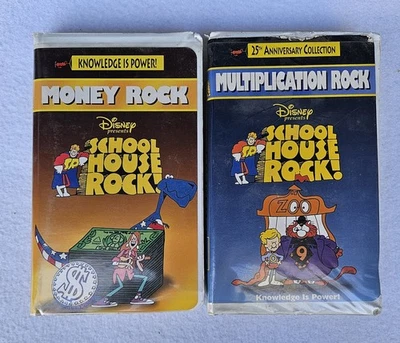 KNOWLEDGE IS POWER!
MONEY ROCK
DISNEY
presents
SCHOOL
HOUSE
ROCK!
$
25th ANNIVERSARY COLLECTION
MULTIPLICATION ROCK
DISNEY
presents
SCHOOL
HOUSE
ROCK!
ZOO
9
Knowledge Is Power!